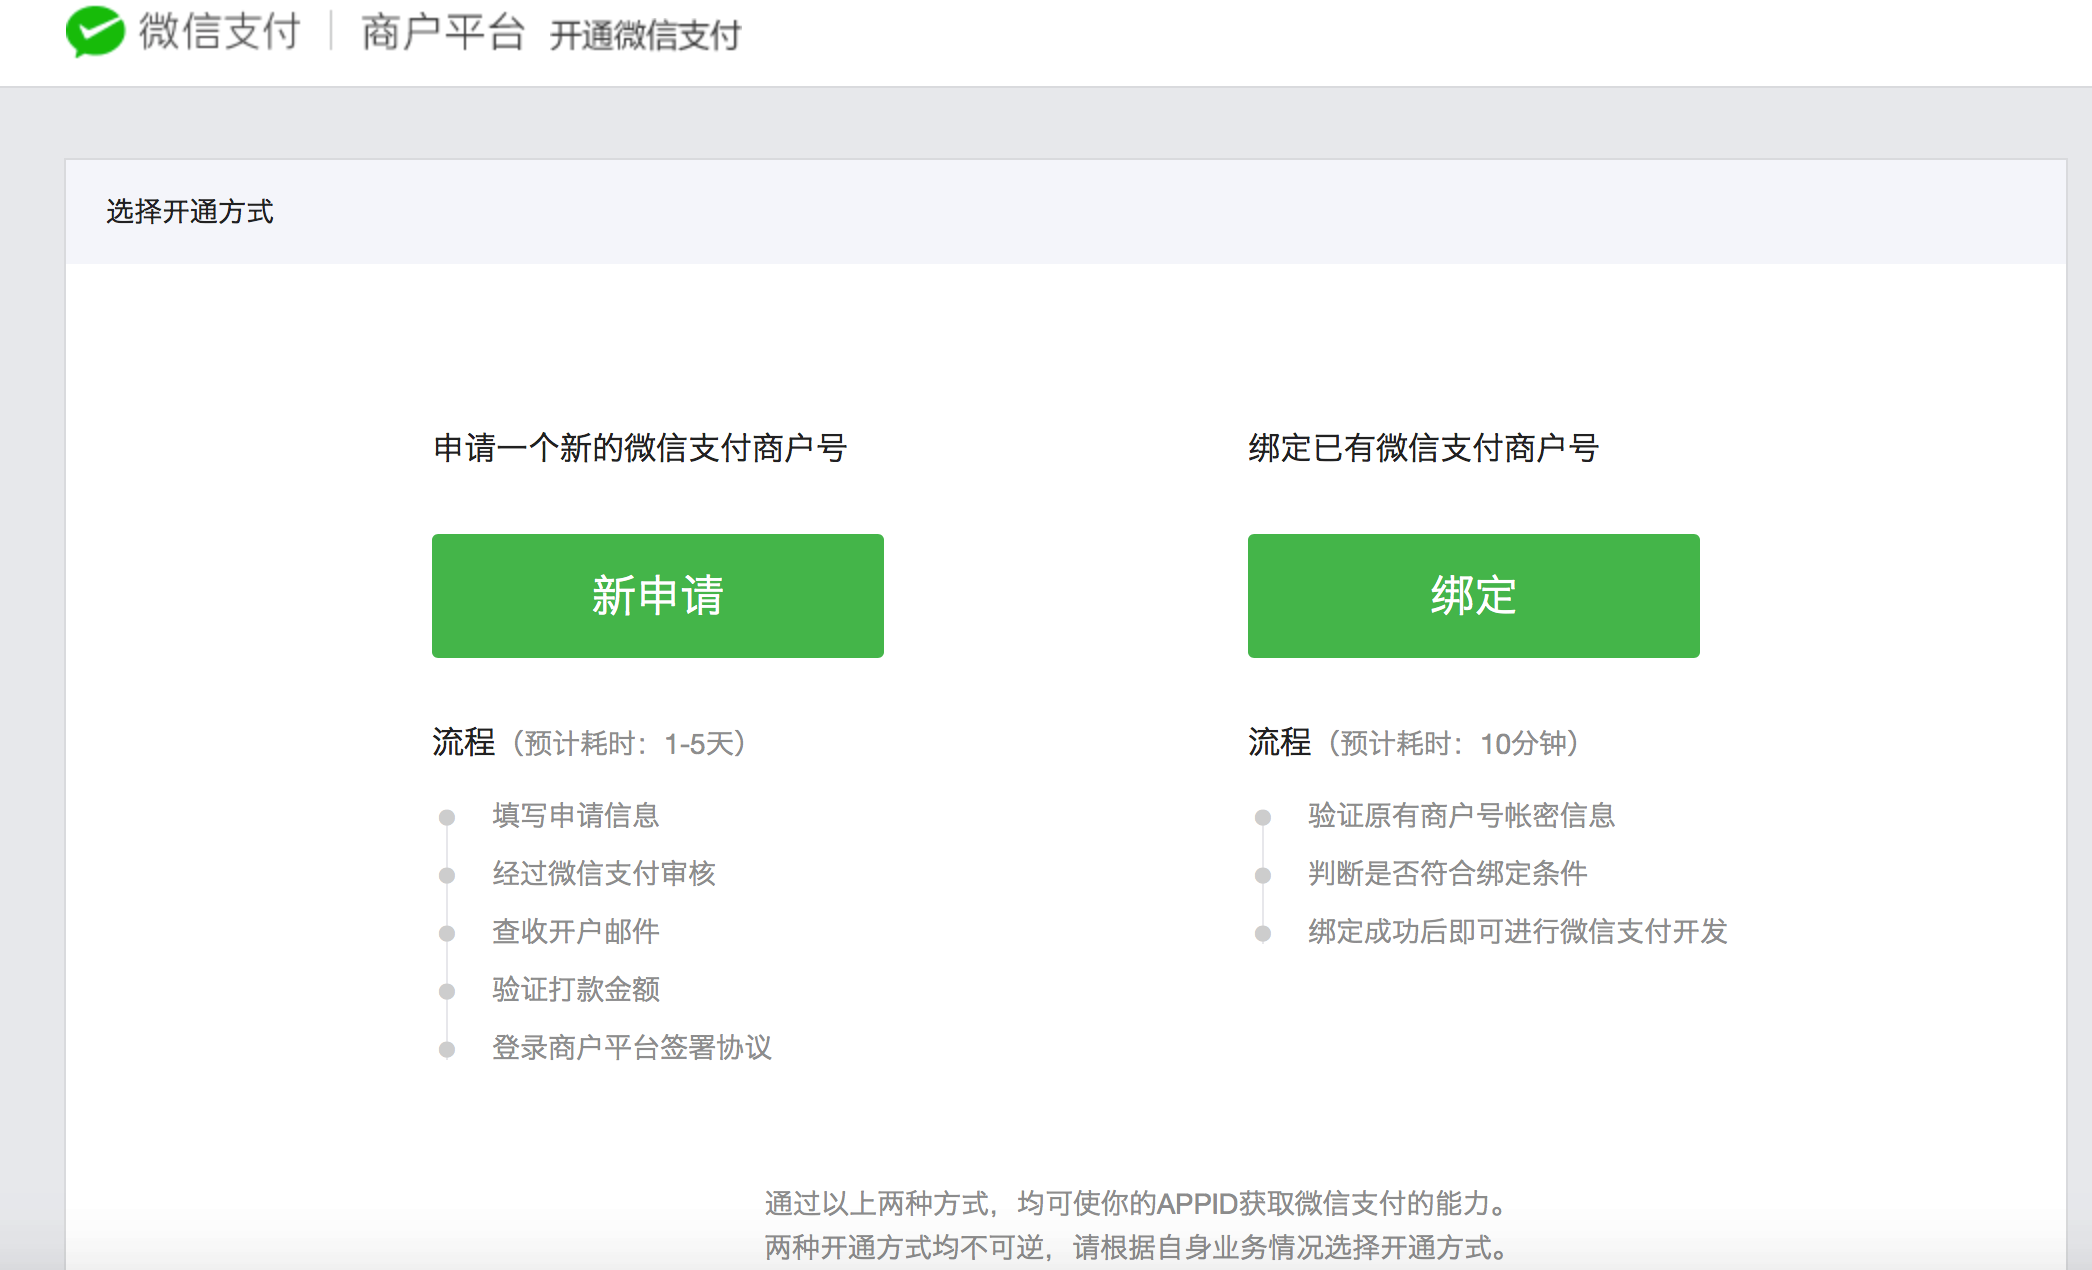 微信支付 商户平台 开通微信支付
选择开通方式
申请一个新的微信支付商户号
新申请
流程（预计耗时：1-5天）
填写申请信息
经过微信支付审核
查收开户邮件
验证打款金额
登录商户平台签署协议
绑定已有微信支付商户号
绑定
流程（预计耗时：10分钟）
验证原有商户号帐密信息
判断是否符合绑定条件
绑定成功后即可进行微信支付开发
通过以上两种方式，均可使你的APPID获取微信支付的能力。
两种开通方式均不可逆，请根据自身业务情况选择开通方式。